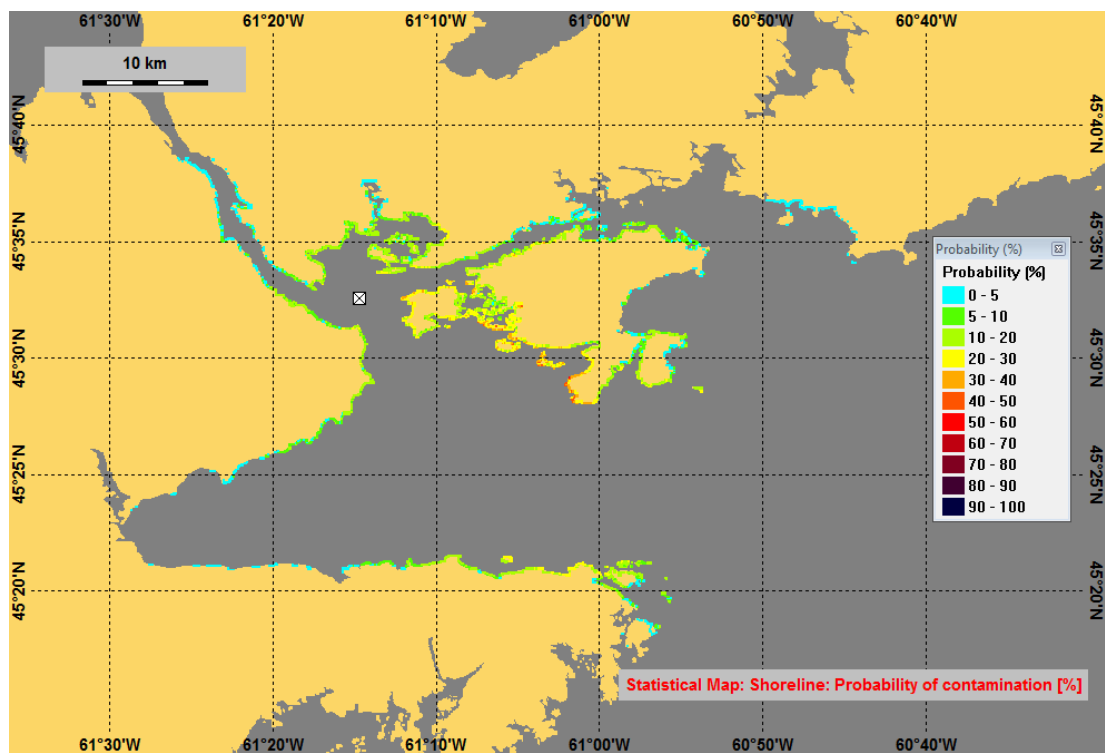 61°30'W 61°20'W 61°10'W 61°00'W 60°50'W 60°40'W
10 km
45°40'N 45°40'N
45°35'N 45°35'N
Probability (%)
Probability (%)
0 - 5
5 - 10
10 - 20
20 - 30
30 - 40
40 - 50
50 - 60
60 - 70
70 - 80
80 - 90
90 - 100
45°30'N 45°30'N
45°25'N 45°25'N
45°20'N 45°20'N
Statistical Map: Shoreline: Probability of contamination [%]
61°30'W 61°20'W 61°10'W 61°00'W 60°50'W 60°40'W